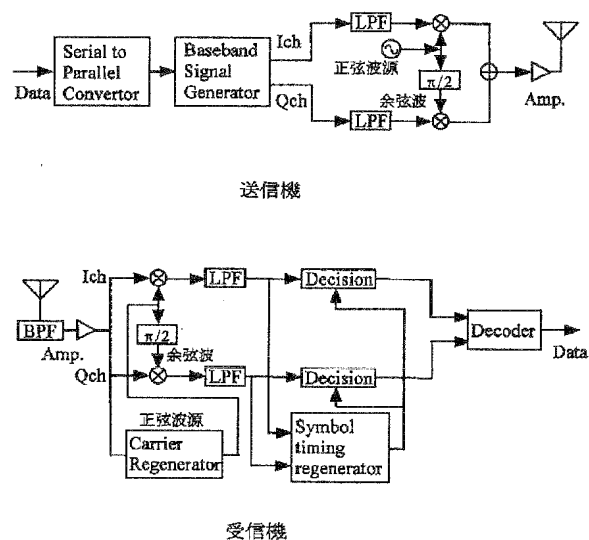 Data
Serial to
Parallel
Convertor
Baseband
Signal
Generator
Ich
Qch
LPF
正弦波源
π/2
余弦波
LPF
Amp.
送信機
BPF
Amp.
Ich
Qch
π/2
余弦波
正弦波源
Carrier
Regenerator
LPF
LPF
Decision
Decision
Symbol
timing
regenerator
Decoder
Data
受信機